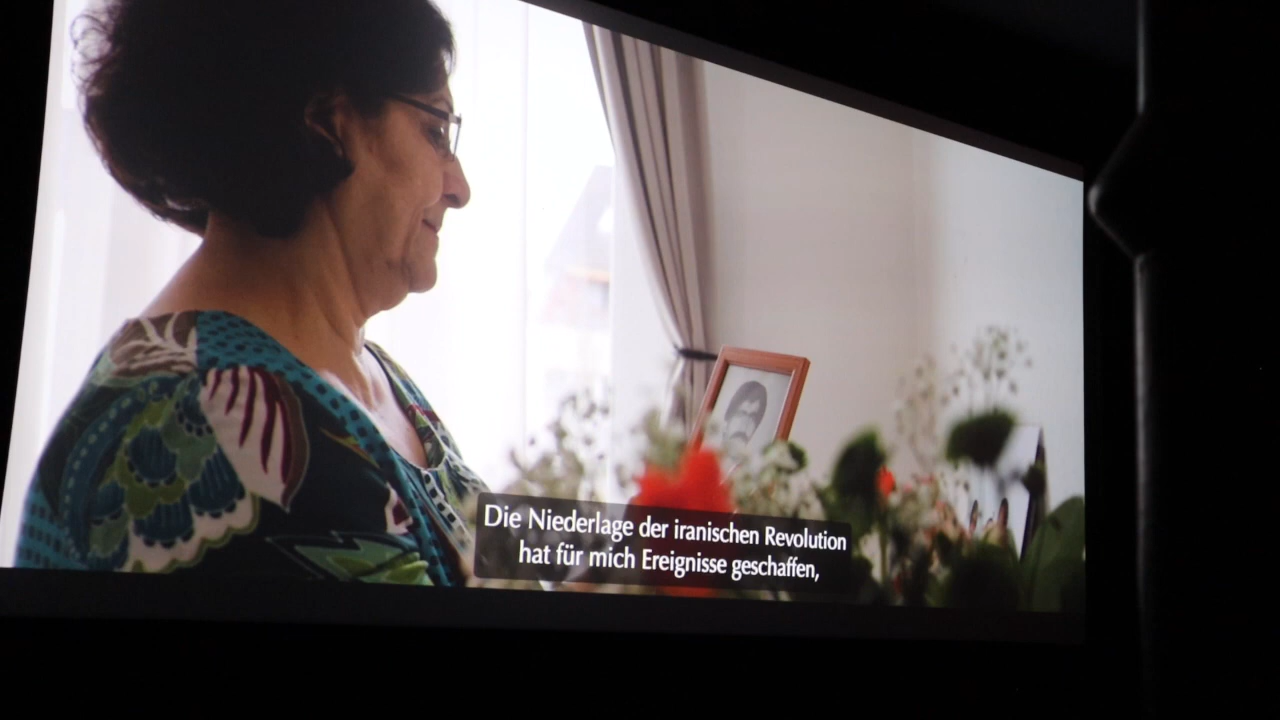 Die Niederlage der iranischen Revolution
hat für mich Ereignisse geschaffen,